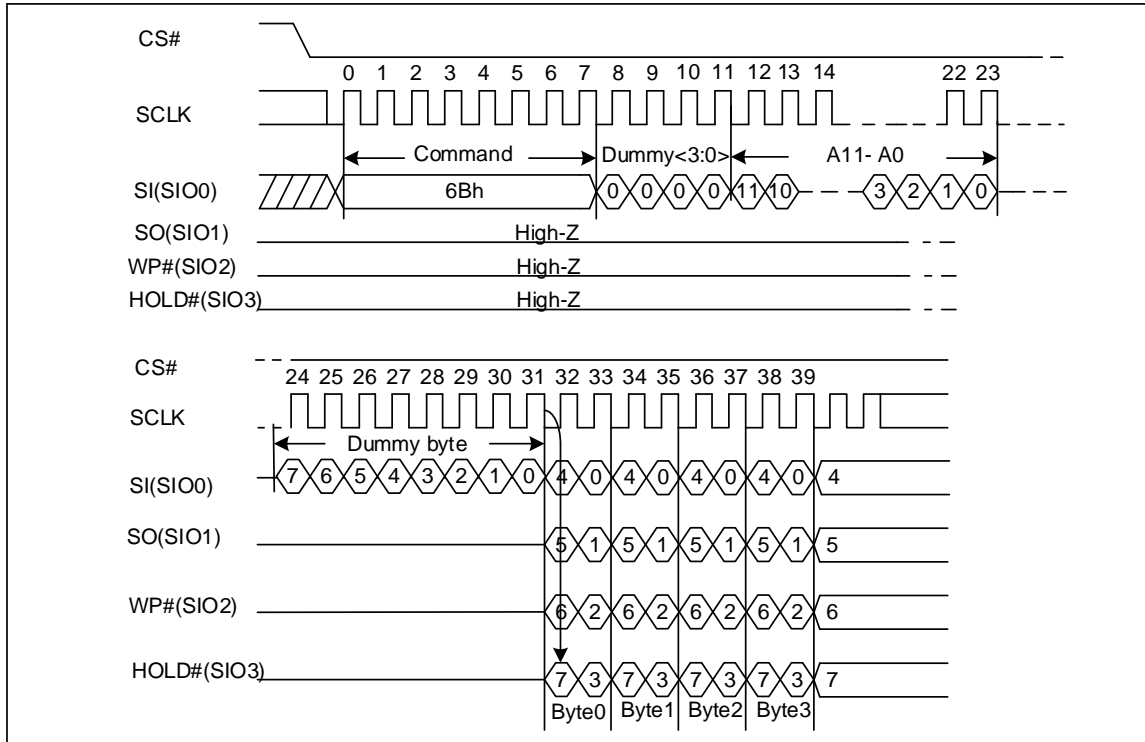 CS#
0 1 2 3 4 5 6 7 8 9 10 11 12 13 14 22 23
SCLK
Command Dummy<3:0> A11- A0
SI(SIO0) 6Bh 0 0 0 0 11 10 3 2 1 0
SO(SIO1) High-Z
WP#(SIO2) High-Z
HOLD#(SIO3) High-Z
CS#
24 25 26 27 28 29 30 31 32 33 34 35 36 37 38 39
SCLK
Dummy byte
SI(SIO0) 7 6 5 4 3 2 1 0 4 0 4 0 4 0 4 0 4
SO(SIO1) 5 1 5 1 5 1 5 1 5
WP#(SIO2) 6 2 6 2 6 2 6 2 6
HOLD#(SIO3) 7 3 7 3 7 3 7 3 7
Byte0 Byte1 Byte2 Byte3